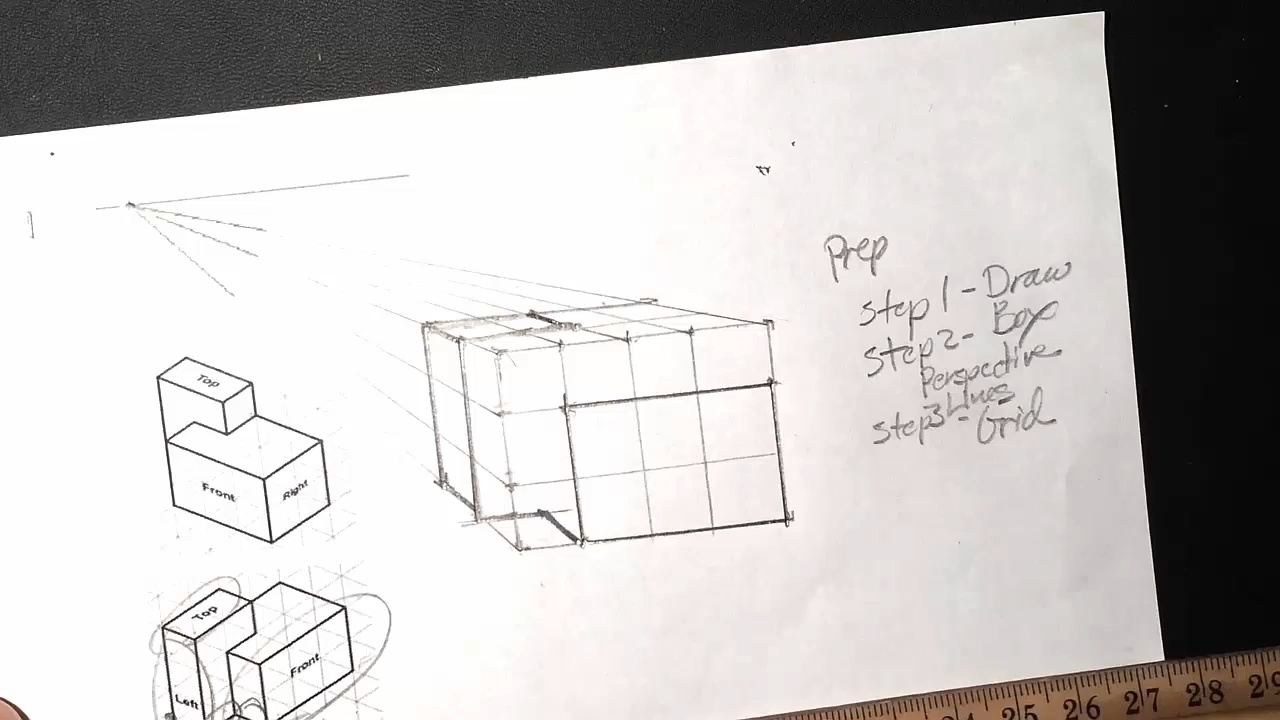 Prep
step 1 - Draw
Box
step 2 -
Perspective
Lines
step 3 - Grid
Top
Front
Right
Top
Front
Left
25 26 27 28 29